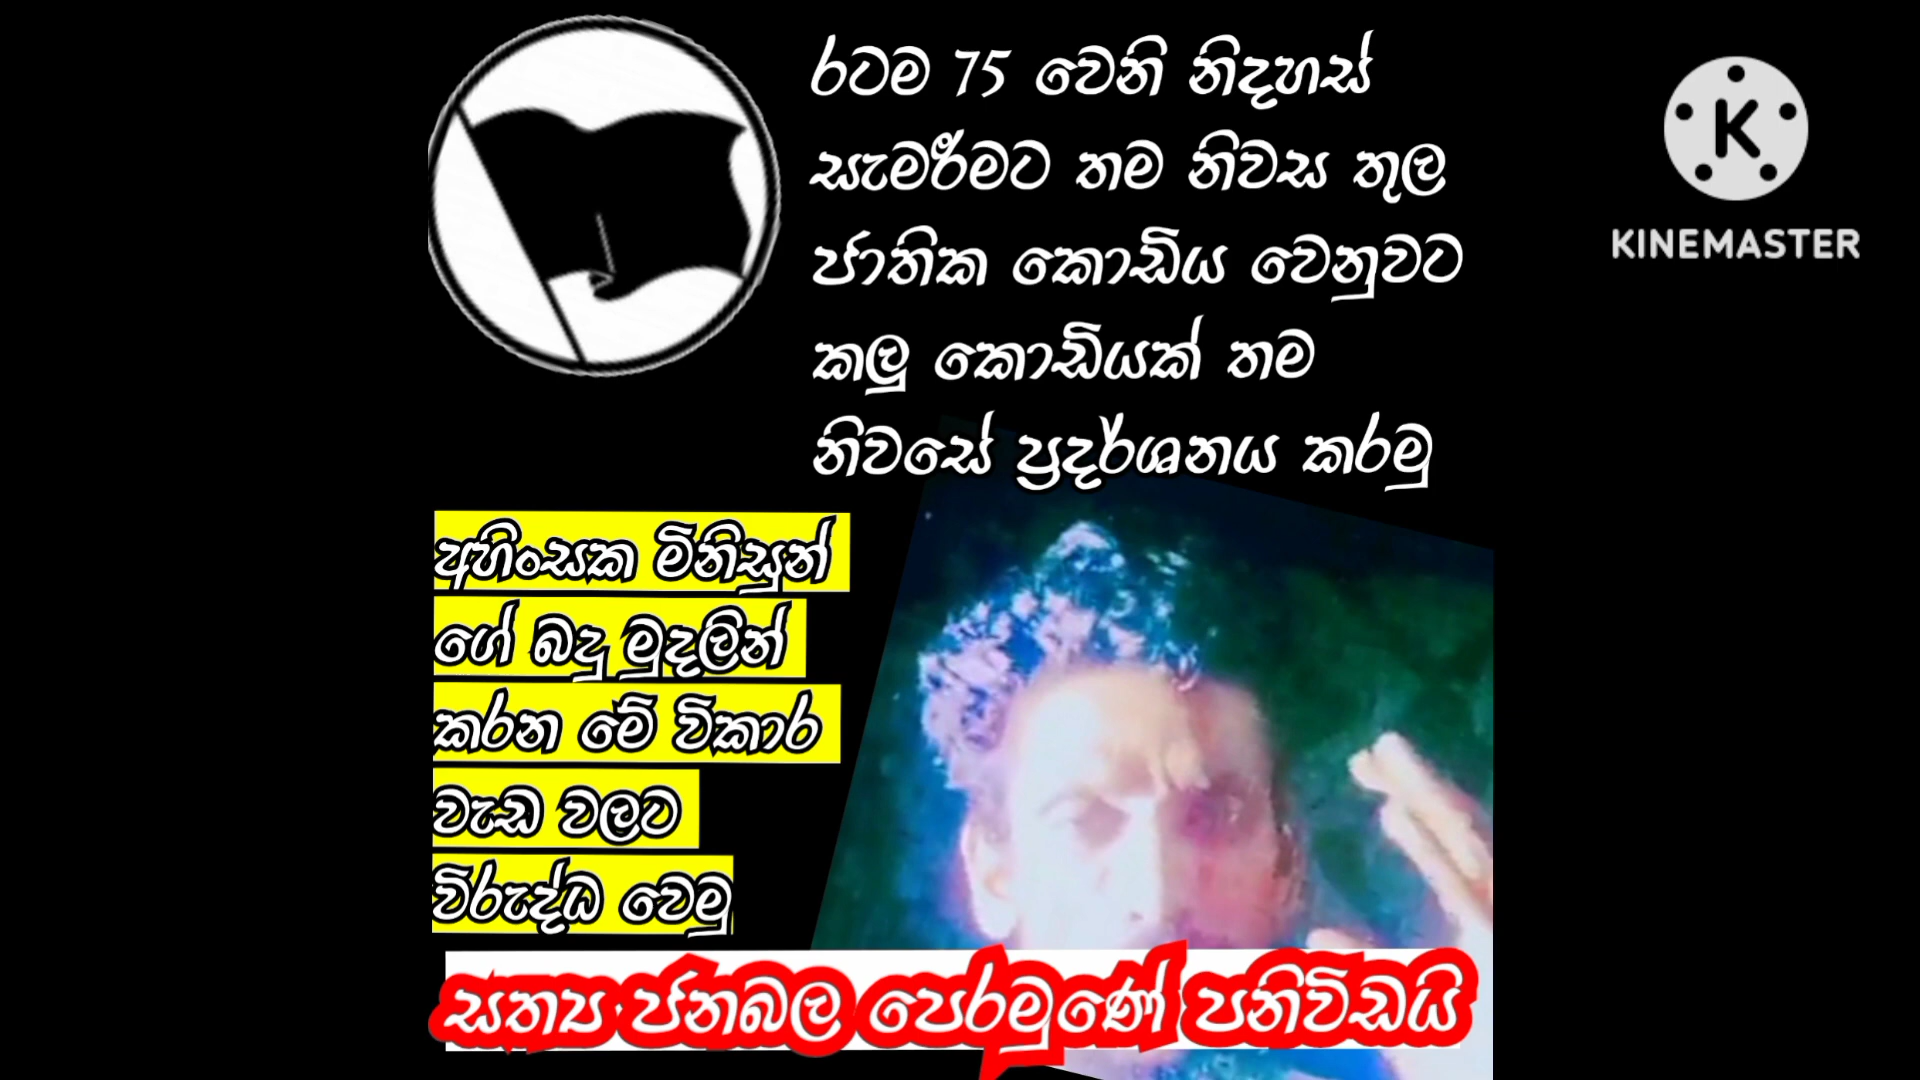 රටම 75 වෙනි නිදහස්
සැමරීමට තම නිවස තුල
ජාතික කොඩිය වෙනුවට
කලු කොඩියක් තම
නිවසේ ප්‍රදර්ශනය කරමු
K
KINEMASTER
අහිංසක මිනිසුන්
ගේ බදු මුදලින්
කරන මේ විකාර
වැඩ වලට
විරුද්ධ වෙමු
සත්‍ය ජනබල පෙරමුණේ පනිවිඩයි